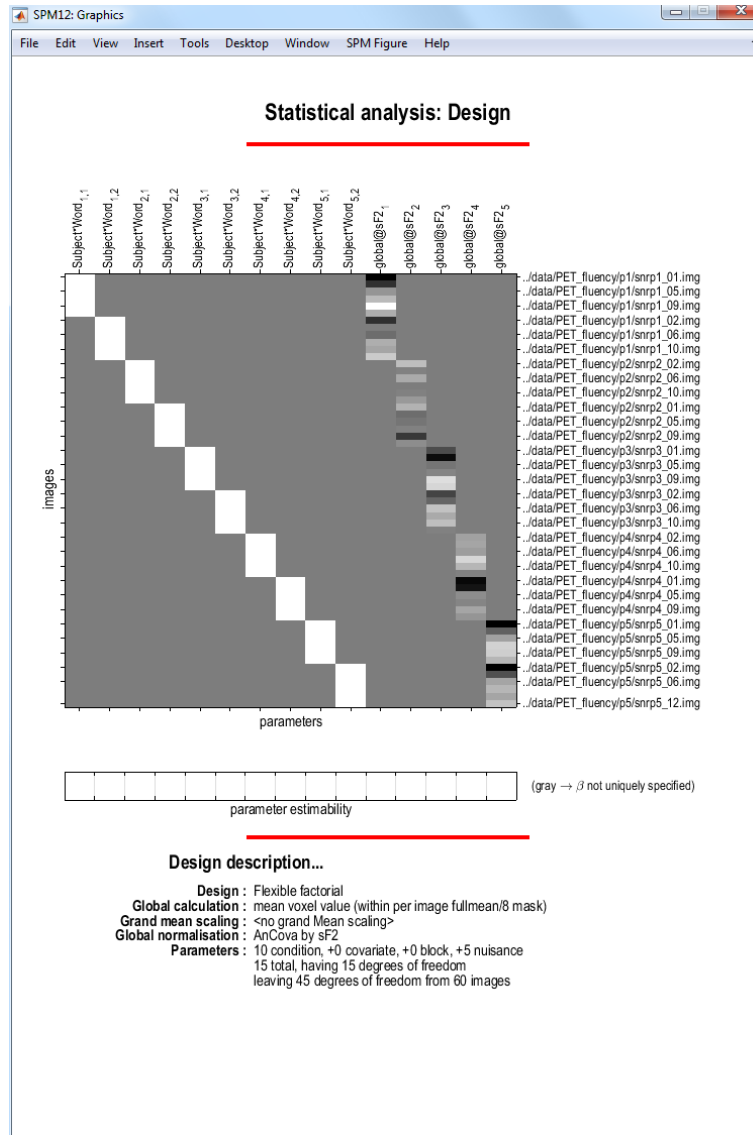 SPM12: Graphics
File Edit View Insert Tools Desktop Window SPM Figure Help
Statistical analysis: Design
Subject*Word1,1
Subject*Word1,2
Subject*Word2,1
Subject*Word2,2
Subject*Word3,1
Subject*Word3,2
Subject*Word4,1
Subject*Word4,2
Subject*Word5,1
Subject*Word5,2
global@sF2 1
global@sF2 2
global@sF2 3
global@sF2 4
global@sF2 5
images
../data/PET_fluency/p1/snrp1_01.img
../data/PET_fluency/p1/snrp1_05.img
../data/PET_fluency/p1/snrp1_09.img
../data/PET_fluency/p1/snrp1_02.img
../data/PET_fluency/p1/snrp1_06.img
../data/PET_fluency/p1/snrp1_10.img
../data/PET_fluency/p2/snrp2_02.img
../data/PET_fluency/p2/snrp2_06.img
../data/PET_fluency/p2/snrp2_10.img
../data/PET_fluency/p2/snrp2_01.img
../data/PET_fluency/p2/snrp2_05.img
../data/PET_fluency/p2/snrp2_09.img
../data/PET_fluency/p3/snrp3_01.img
../data/PET_fluency/p3/snrp3_05.img
../data/PET_fluency/p3/snrp3_09.img
../data/PET_fluency/p3/snrp3_02.img
../data/PET_fluency/p3/snrp3_06.img
../data/PET_fluency/p3/snrp3_10.img
../data/PET_fluency/p4/snrp4_02.img
../data/PET_fluency/p4/snrp4_06.img
../data/PET_fluency/p4/snrp4_10.img
../data/PET_fluency/p4/snrp4_01.img
../data/PET_fluency/p4/snrp4_05.img
../data/PET_fluency/p4/snrp4_09.img
../data/PET_fluency/p5/snrp5_01.img
../data/PET_fluency/p5/snrp5_05.img
../data/PET_fluency/p5/snrp5_09.img
../data/PET_fluency/p5/snrp5_02.img
../data/PET_fluency/p5/snrp5_06.img
../data/PET_fluency/p5/snrp5_12.img
parameters
(gray → β not uniquely specified)
parameter estimability
Design description...
Design : Flexible factorial
Global calculation : mean voxel value (within per image fullmean/8 mask)
Grand mean scaling : <no grand Mean scaling>
Global normalisation : AnCova by sF2
Parameters : 10 condition, +0 covariate, +0 block, +5 nuisance
15 total, having 15 degrees of freedom
leaving 45 degrees of freedom from 60 images